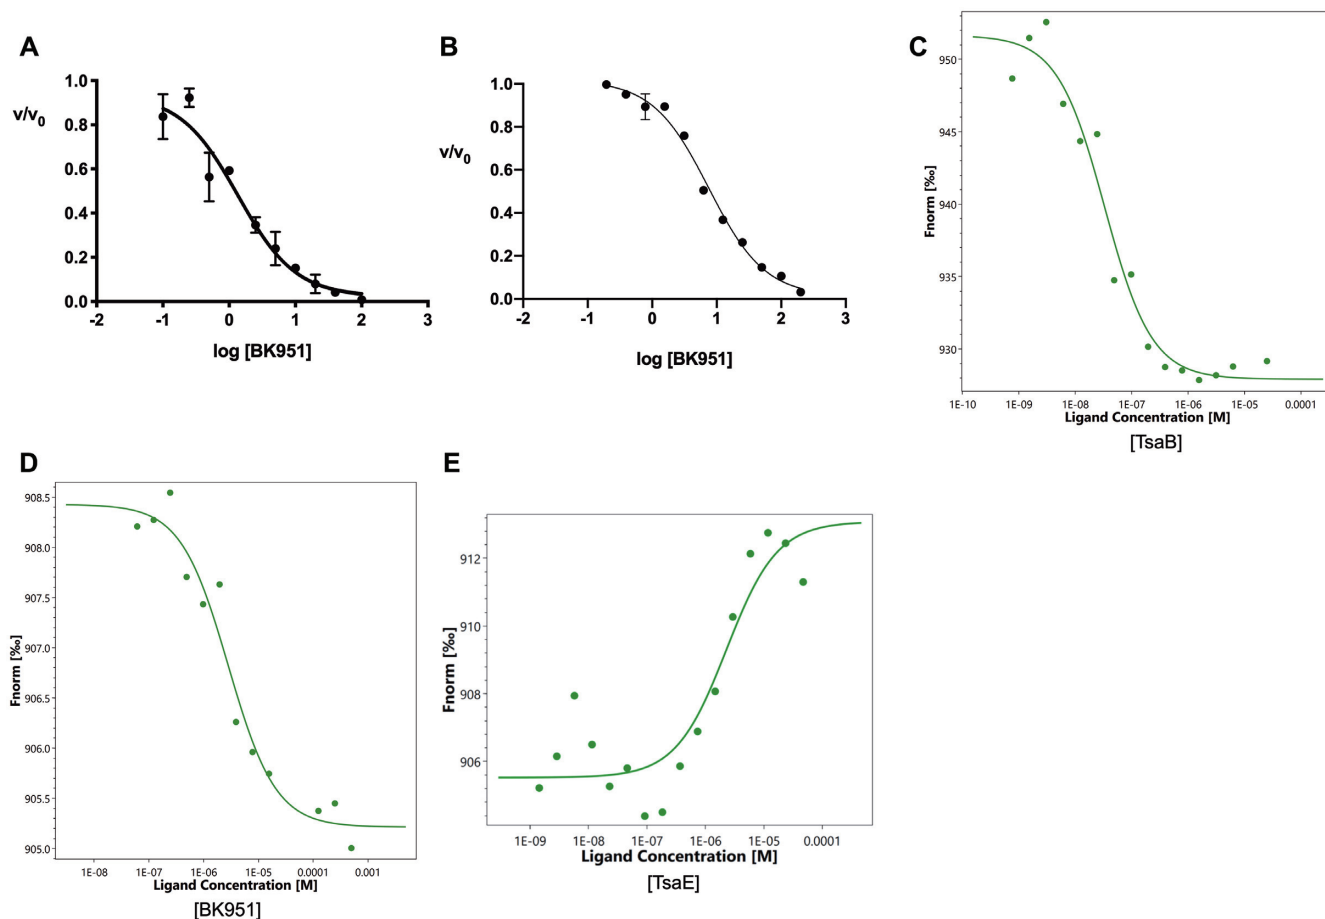 A
1.0
0.8
0.6
0.4
0.2
0.0
v/v0
-2
-1
0
1
2
3
log [BK951]
B
1.0
0.8
0.6
0.4
0.2
0.0
v/v0
-2
-1
0
1
2
3
log [BK951]
C
950
945
940
935
930
Fnorm [‰]
1E-10
1E-09
1E-08
1E-07
1E-06
1E-05
0.0001
Ligand Concentration [M]
[TsaB]
D
908.5
908.0
907.5
907.0
906.5
906.0
905.5
905.0
Fnorm [‰]
1E-08
1E-07
1E-06
1E-05
0.0001
0.001
Ligand Concentration [M]
[BK951]
E
912
910
908
906
Fnorm [‰]
1E-09
1E-08
1E-07
1E-06
1E-05
0.0001
Ligand Concentration [M]
[TsaE]